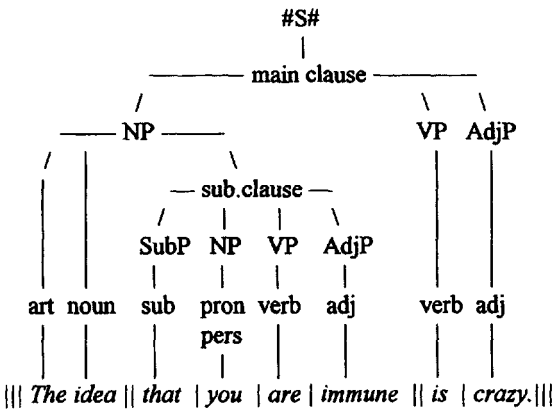 #S#
main clause
NP VP AdjP
sub.clause
SubP NP VP AdjP
art noun sub pron verb adj verb adj
pers
||| The idea || that | you | are | immune || is | crazy.|||